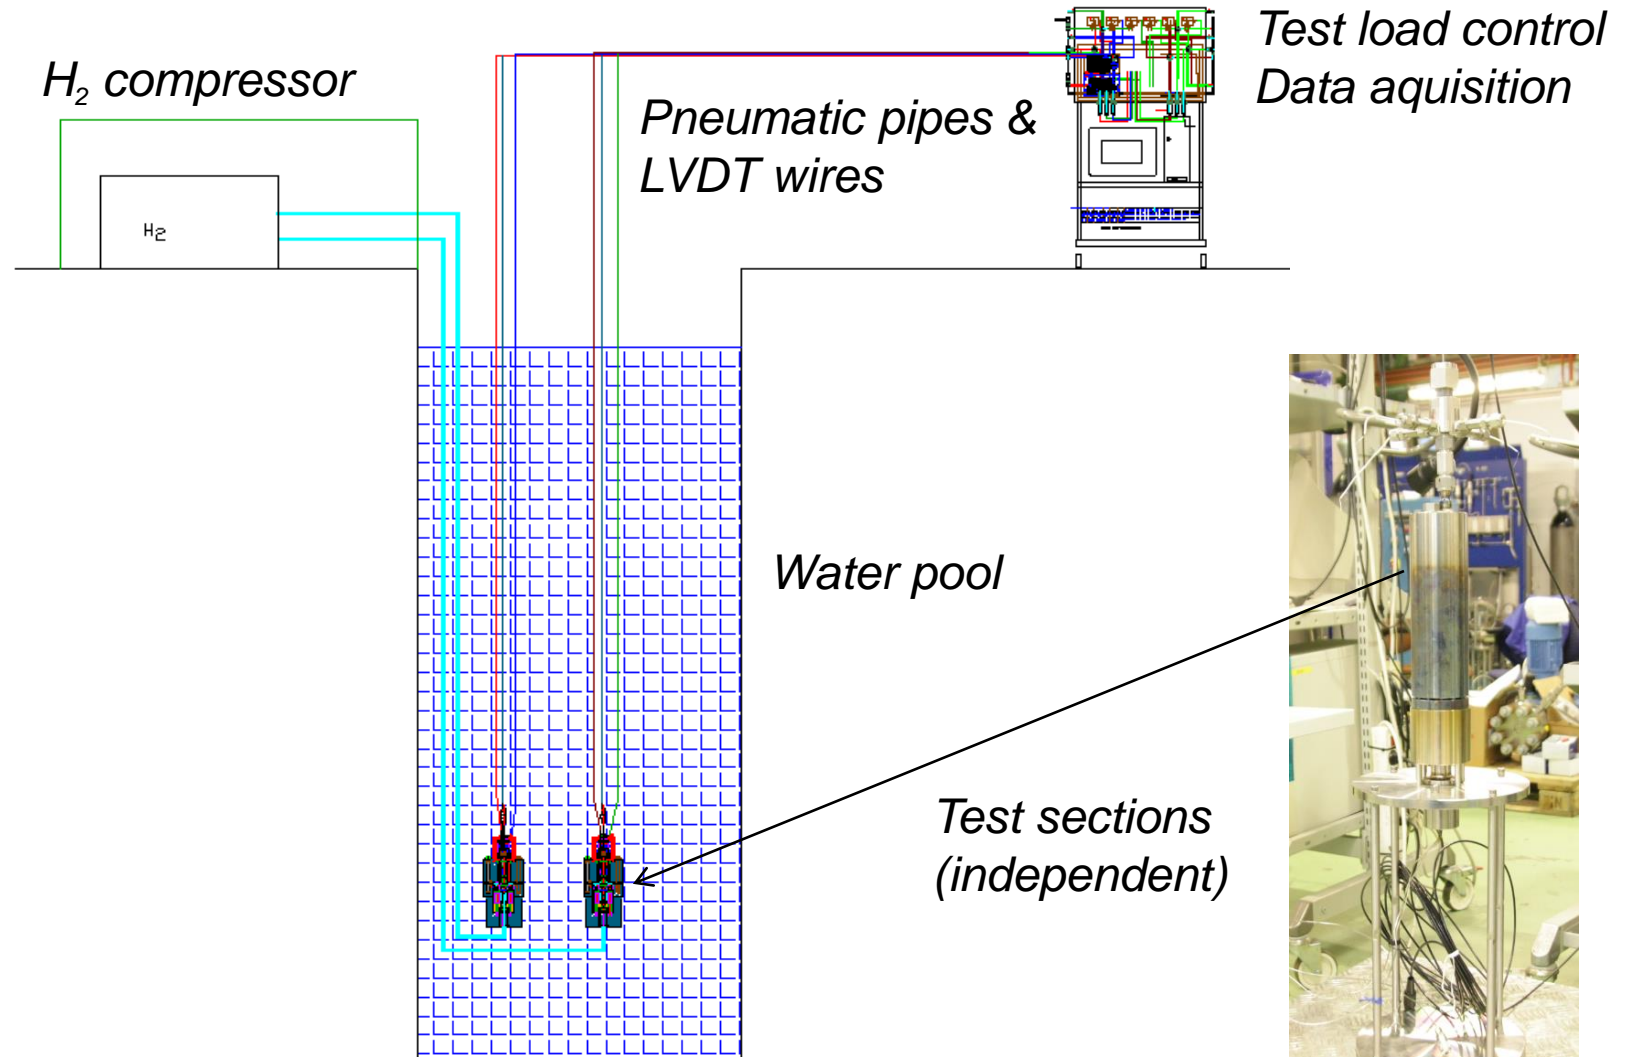 H₂ compressor
Test load control
Data aquisition
Pneumatic pipes &
LVDT wires
H2
Water pool
Test sections
(independent)